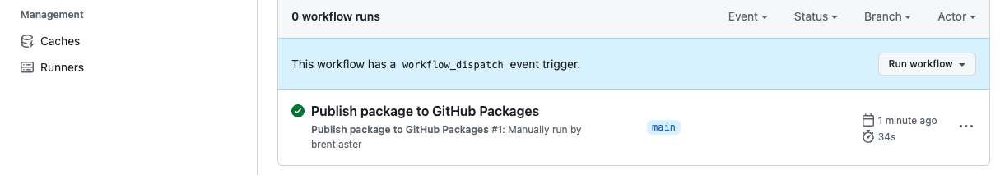 Management
Caches
Runners
0 workflow runs
Event
Status
Branch
Actor
This workflow has a workflow_dispatch event trigger.
Run workflow
Publish package to GitHub Packages
Publish package to GitHub Packages #1: Manually run by
brentlaster
main
1 minute ago
34s